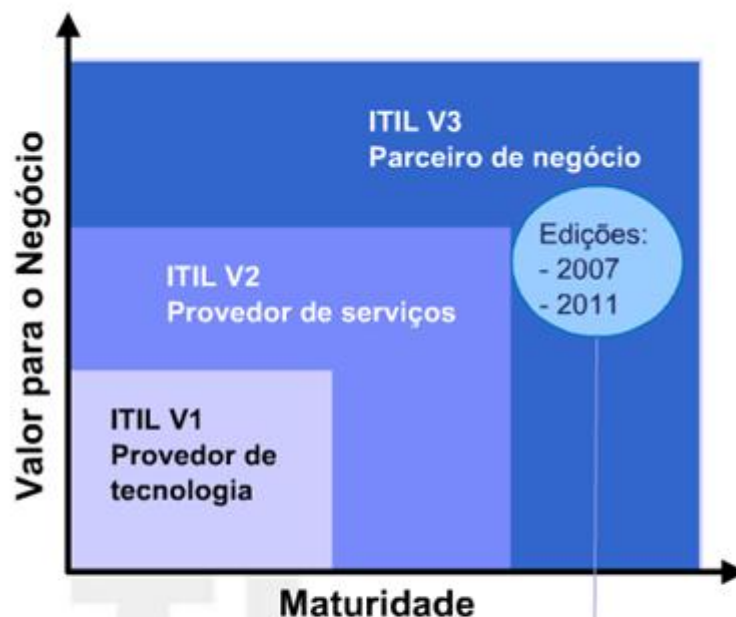 Valor para o Negócio
ITIL V3
Parceiro de negócio
Edições:
- 2007
- 2011
ITIL V2
Provedor de serviços
ITIL V1
Provedor de
tecnologia
Maturidade